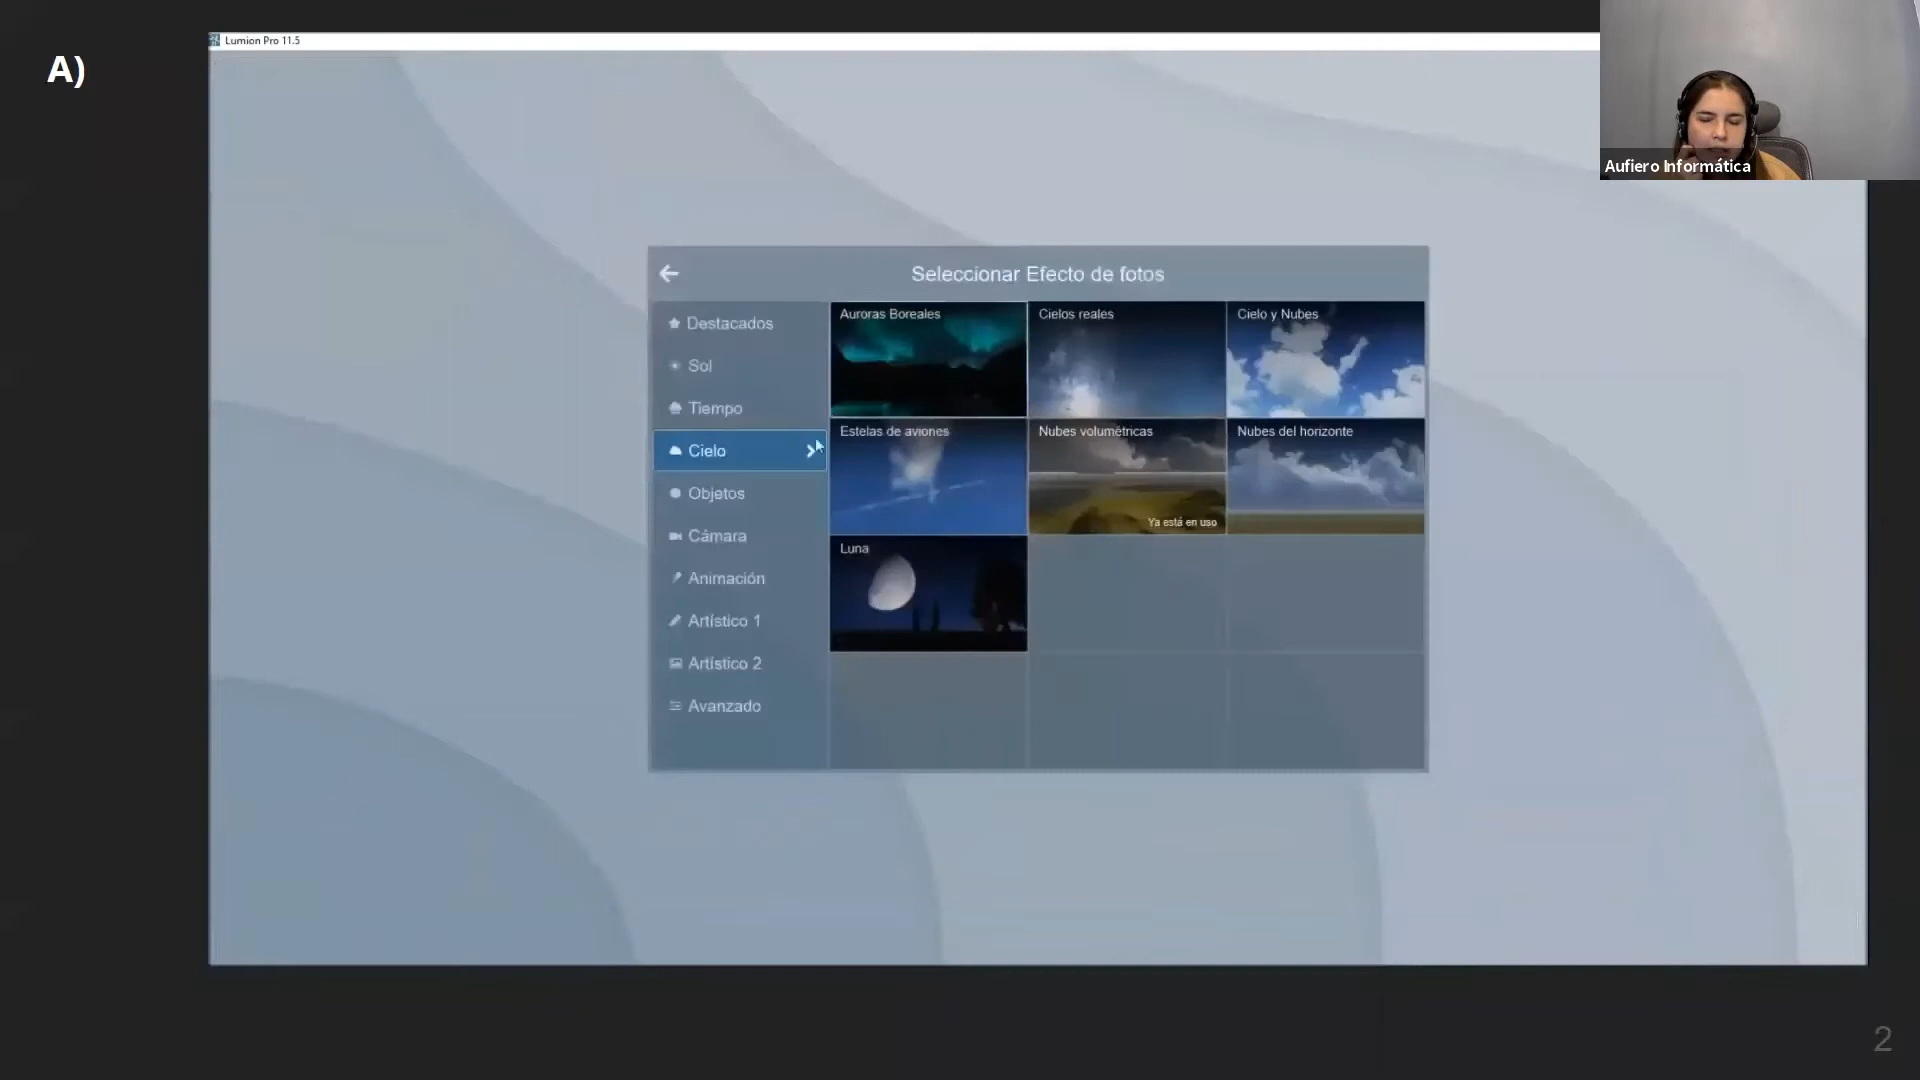 Lumion Pro 11.5
A)
Aufiero Informática
Seleccionar Efecto de fotos
Destacados
Sol
Tiempo
Cielo
Objetos
Cámara
Animación
Artístico 1
Artístico 2
Avanzado
Auroras Boreales
Cielos reales
Cielo y Nubes
Estelas de aviones
Nubes volumétricas
Ya está en uso
Nubes del horizonte
Luna
2